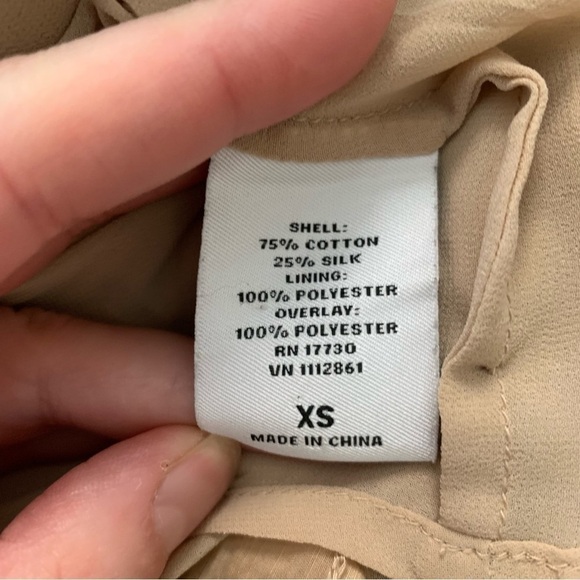 SHELL:
75% COTTON
25% SILK
LINING:
100% POLYESTER
OVERLAY:
100% POLYESTER
RN 17730
VN 1112861
XS
MADE IN CHINA